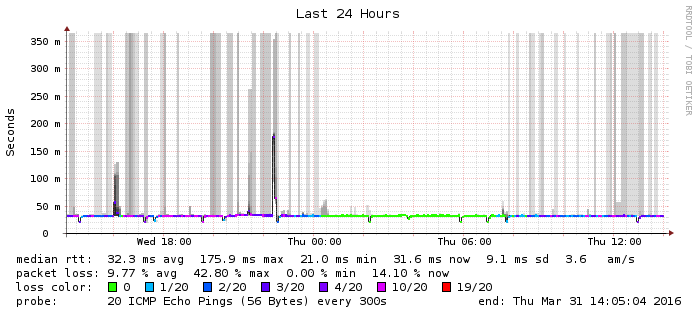 Last 24 Hours
RRDTOOL / TOBI OETIKER
Seconds
350 m
300 m
250 m
200 m
150 m
100 m
50 m
0
Wed 18:00 Thu 00:00 Thu 06:00 Thu 12:00
median rtt: 32.3 ms avg 175.9 ms max 21.0 ms min 31.6 ms now 9.1 ms sd 3.6 am/s
packet loss: 9.77 % avg 42.80 % max 0.00 % min 14.10 % now
loss color: 0 1/20 2/20 3/20 4/20 10/20 19/20
probe: 20 ICMP Echo Pings (56 Bytes) every 300s end: Thu Mar 31 14:05:04 2016